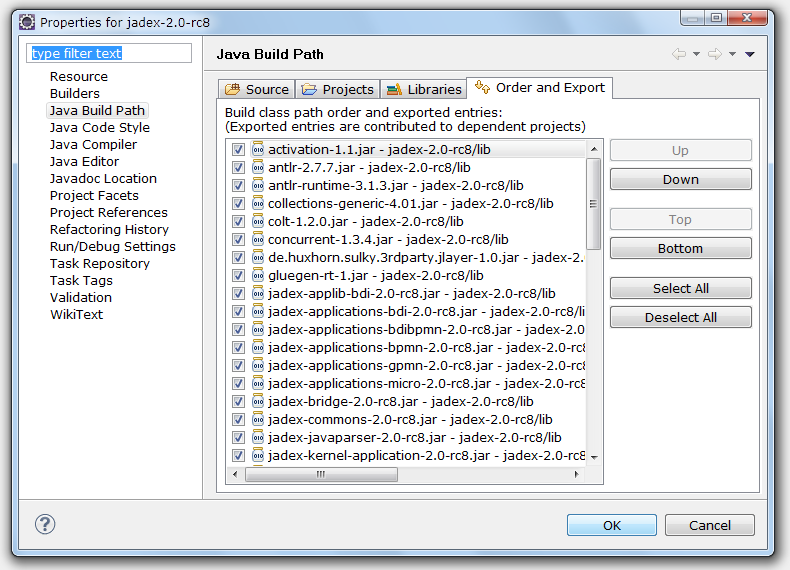 Properties for jadex-2.0-rc8
type filter text
Resource
Builders
Java Build Path
Java Code Style
Java Compiler
Java Editor
Javadoc Location
Project Facets
Project References
Refactoring History
Run/Debug Settings
Task Repository
Task Tags
Validation
WikiText
Java Build Path
Source
Projects
Libraries
Order and Export
Build class path order and exported entries:
(Exported entries are contributed to dependent projects)
activation-1.1.jar - jadex-2.0-rc8/lib
antlr-2.7.7.jar - jadex-2.0-rc8/lib
antlr-runtime-3.1.3.jar - jadex-2.0-rc8/lib
collections-generic-4.01.jar - jadex-2.0-rc8/lib
colt-1.2.0.jar - jadex-2.0-rc8/lib
concurrent-1.3.4.jar - jadex-2.0-rc8/lib
de.huxhorn.sulky.3rdparty.jlayer-1.0.jar - jadex-2.
gluegen-rt-1.jar - jadex-2.0-rc8/lib
jadex-applib-bdi-2.0-rc8.jar - jadex-2.0-rc8/lib
jadex-applications-bdi-2.0-rc8.jar - jadex-2.0-rc8/
jadex-applications-bdibpmn-2.0-rc8.jar - jadex-2.0
jadex-applications-bpmn-2.0-rc8.jar - jadex-2.0-rc
jadex-applications-gpmn-2.0-rc8.jar - jadex-2.0-rc
jadex-applications-micro-2.0-rc8.jar - jadex-2.0-rc8
jadex-bridge-2.0-rc8.jar - jadex-2.0-rc8/lib
jadex-commons-2.0-rc8.jar - jadex-2.0-rc8/lib
jadex-javaparser-2.0-rc8.jar - jadex-2.0-rc8/lib
jadex-kernel-application-2.0-rc8.jar - jadex-2.0-rc8
Up
Down
Top
Bottom
Select All
Deselect All
OK
Cancel